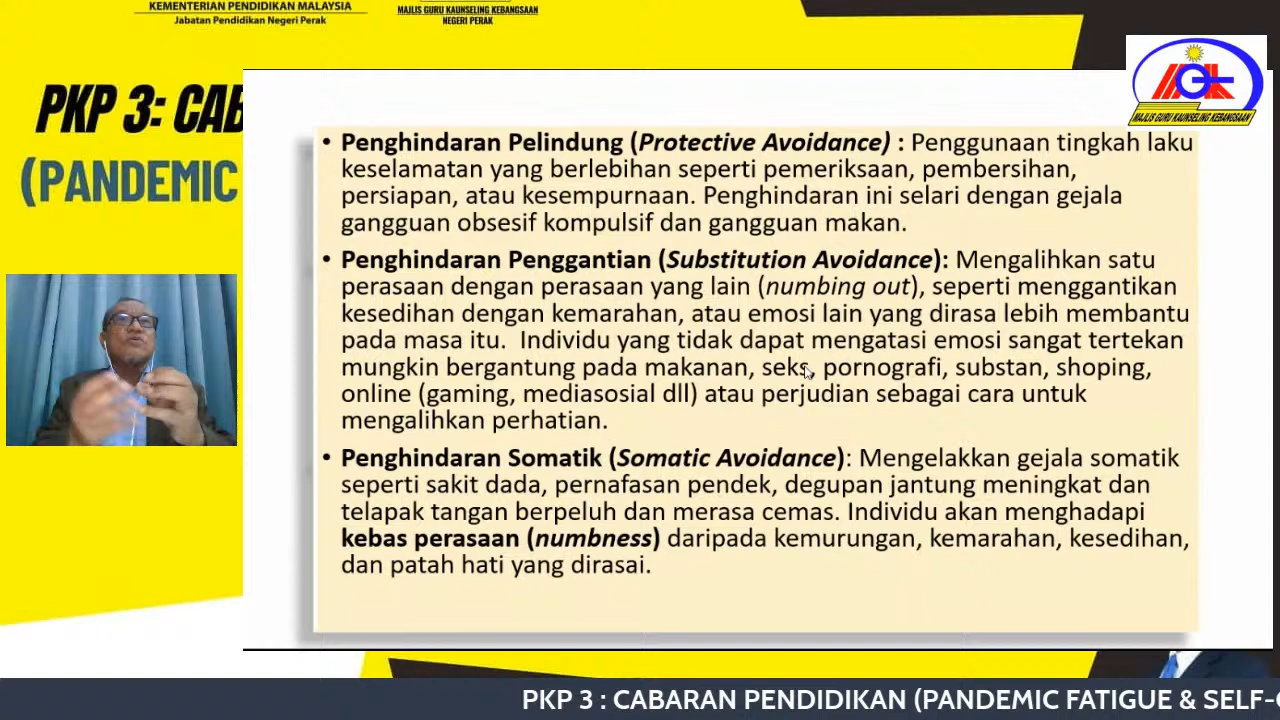 KEMENTERIAN PENDIDIKAN MALAYSIA
Jabatan Pendidikan Negeri Perak
MAJLIS GURU KAUNSELING KEBANGSAAN
NEGERI PERAK
PKP 3: CAB
(PANDEMIC
MAJLIS GURU KAUNSELING KEBANGSAAN
• Penghindaran Pelindung (Protective Avoidance) : Penggunaan tingkah laku
keselamatan yang berlebihan seperti pemeriksaan, pembersihan,
persiapan, atau kesempurnaan. Penghindaran ini selari dengan gejala
gangguan obsesif kompulsif dan gangguan makan.
• Penghindaran Penggantian (Substitution Avoidance): Mengalihkan satu
perasaan dengan perasaan yang lain (numbing out), seperti menggantikan
kesedihan dengan kemarahan, atau emosi lain yang dirasa lebih membantu
pada masa itu. Individu yang tidak dapat mengatasi emosi sangat tertekan
mungkin bergantung pada makanan, seks, pornografi, substan, shoping,
online (gaming, mediasosial dll) atau perjudian sebagai cara untuk
mengalihkan perhatian.
• Penghindaran Somatik (Somatic Avoidance): Mengelakkan gejala somatik
seperti sakit dada, pernafasan pendek, degupan jantung meningkat dan
telapak tangan berpeluh dan merasa cemas. Individu akan menghadapi
kebas perasaan (numbness) daripada kemurungan, kemarahan, kesedihan,
dan patah hati yang dirasai.
PKP 3 : CABARAN PENDIDIKAN (PANDEMIC FATIGUE & SELF-